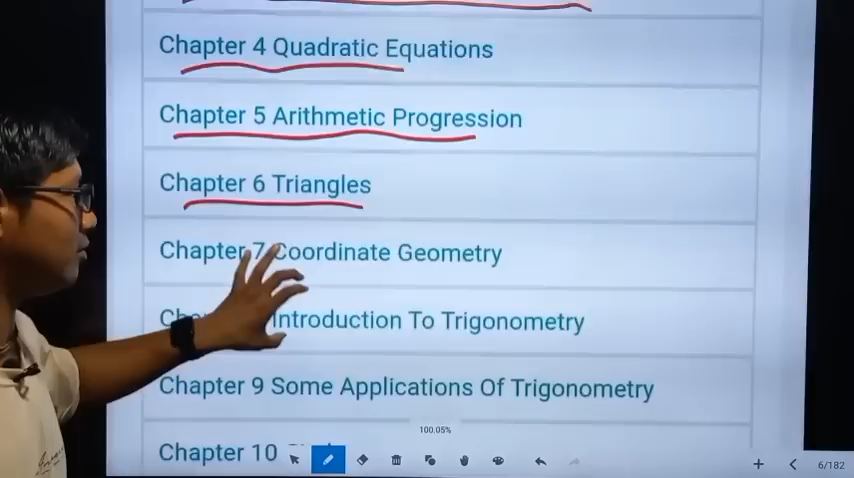 Chapter 4 Quadratic Equations
Chapter 5 Arithmetic Progression
Chapter 6 Triangles
Chapter 7 Coordinate Geometry
Introduction To Trigonometry
Chapter 9 Some Applications Of Trigonometry
100.05%
Chapter 10
6/182